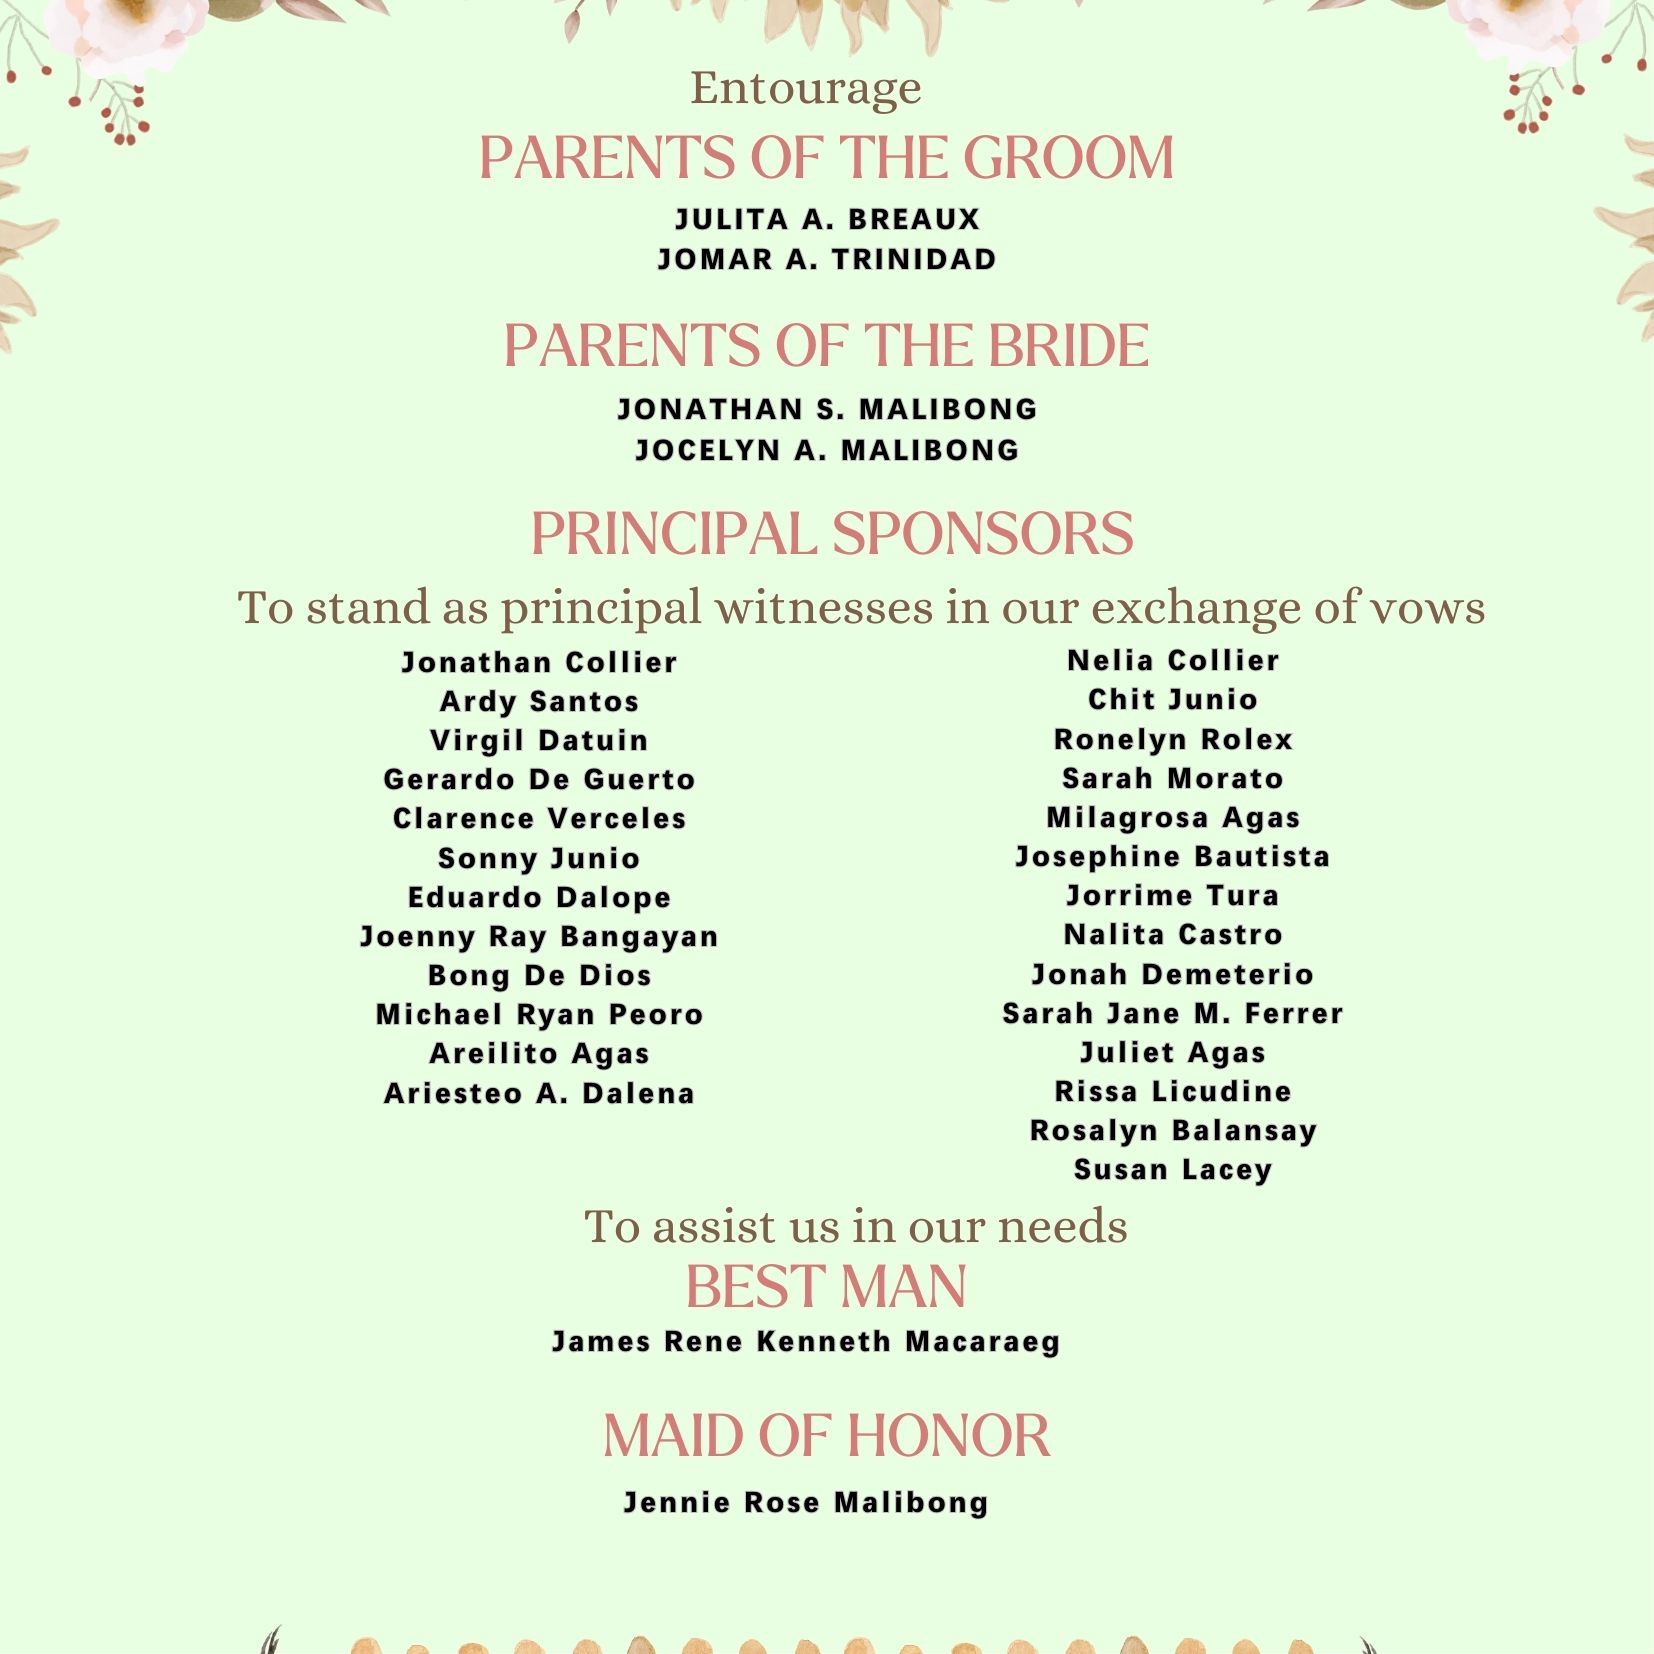 Entourage
PARENTS OF THE GROOM
JULITA A. BREAUX
JOMAR A. TRINIDAD
PARENTS OF THE BRIDE
JONATHAN S. MALIBONG
JOCELYN A. MALIBONG
PRINCIPAL SPONSORS
To stand as principal witnesses in our exchange of vows
Jonathan Collier
Ardy Santos
Virgil Datuin
Gerardo De Guerto
Clarence Verceles
Sonny Junio
Eduardo Dalope
Joenny Ray Bangayan
Bong De Dios
Michael Ryan Peoro
Areilito Agas
Ariesteo A. Dalena
Nelia Collier
Chit Junio
Ronelyn Rolex
Sarah Morato
Milagrosa Agas
Josephine Bautista
Jorrime Tura
Nalita Castro
Jonah Demeterio
Sarah Jane M. Ferrer
Juliet Agas
Rissa Licudine
Rosalyn Balansay
Susan Lacey
To assist us in our needs
BEST MAN
James Rene Kenneth Macaraeg
MAID OF HONOR
Jennie Rose Malibong